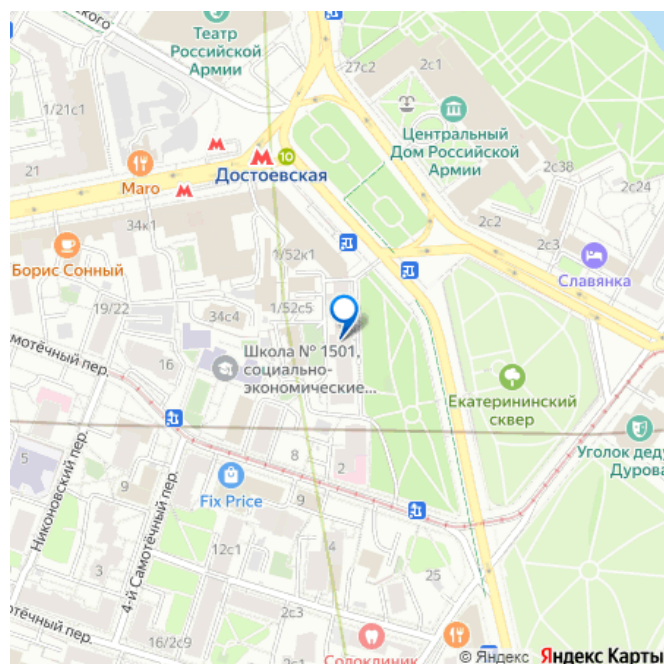 Театр
Российской
Армии
27с2
2с1
1/21с1
Центральный
Дом Российской
Армии
2с38
21
Maro
10
Достоевская
2с24
34к1
2с2
2с3
Борис Сонный
1/52к1
Славянка
19/22
34с4
1/52с5
Школа № 1501,
социально-
экономические...
16
Екатерининский
сквер
Уголок деду
Дурова
8
2
5
9
Fix Price
9
Никоновский пер.
4-й Самотёчный пер.
12с1
3
4
25
2с3
16/2с9
Солоклиник
© Яндекс Яндекс Карты